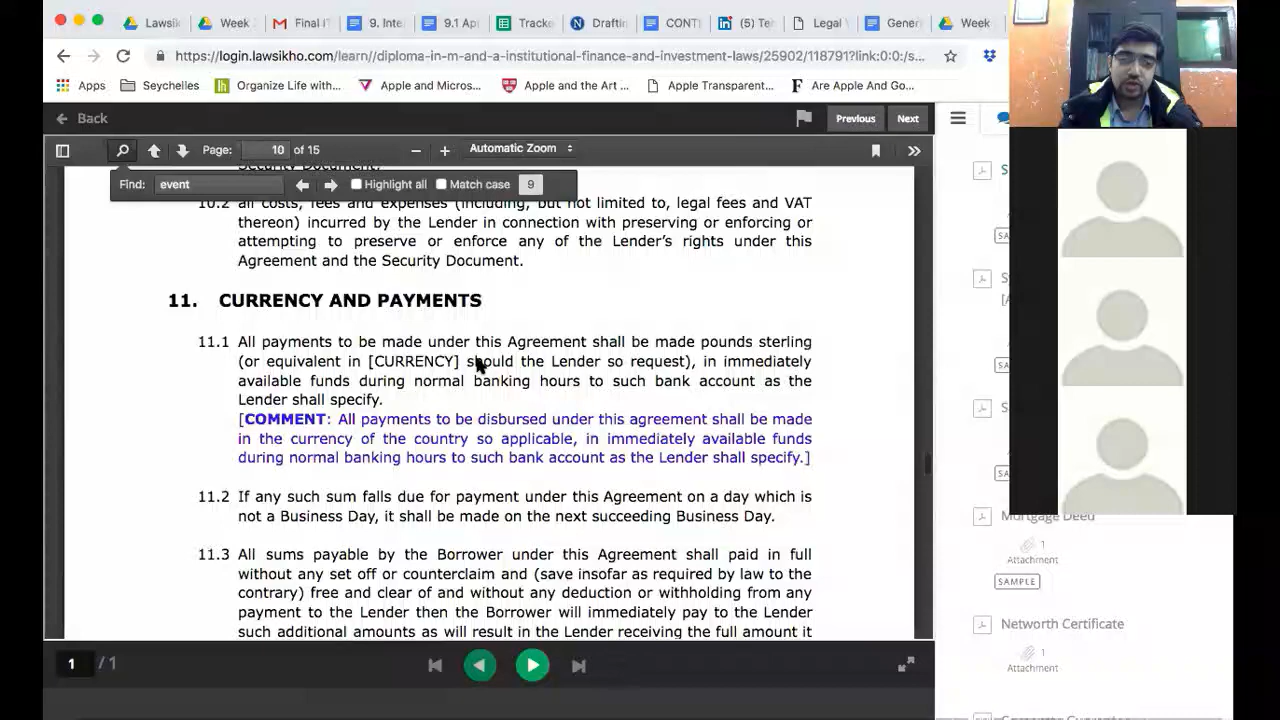 Lawsik
Week
Final IT
9. Inte
9.1 Ap
Tracke
Draftin
CONT
(5) Ter
Legal V
Gener
Week
https://login.lawsikho.com/learn//diploma-in-m-and-a-institutional-finance-and-investment-laws/25902/118791?link:0:0:/s...
Apps
Seychelles
Organize Life with...
Apple and Micros...
Apple and the Art ...
Apple Transparent...
Are Apple And Go...
Back
Previous
Next
Page: 10 of 15
Automatic Zoom
Security Document;
Find: event
Highlight all
Match case
9
10.2 all costs, fees and expenses (including, but not limited to, legal fees and VAT
thereon) incurred by the Lender in connection with preserving or enforcing or
attempting to preserve or enforce any of the Lender's rights under this
Agreement and the Security Document.
11. CURRENCY AND PAYMENTS
11.1 All payments to be made under this Agreement shall be made pounds sterling
(or equivalent in [CURRENCY] should the Lender so request), in immediately
available funds during normal banking hours to such bank account as the
Lender shall specify.
[COMMENT: All payments to be disbursed under this agreement shall be made
in the currency of the country so applicable, in immediately available funds
during normal banking hours to such bank account as the Lender shall specify.]
11.2 If any such sum falls due for payment under this Agreement on a day which is
not a Business Day, it shall be made on the next succeeding Business Day.
11.3 All sums payable by the Borrower under this Agreement shall paid in full
without any set off or counterclaim and (save insofar as required by law to the
contrary) free and clear of and without any deduction or withholding from any
payment to the Lender then the Borrower will immediately pay to the Lender
such additional amounts as will result in the Lender receiving the full amount it
1 / 1
S
SA
Sy
[A
SA
S
SA
Mortgage Deed
1
Attachment
SAMPLE
Networth Certificate
1
Attachment